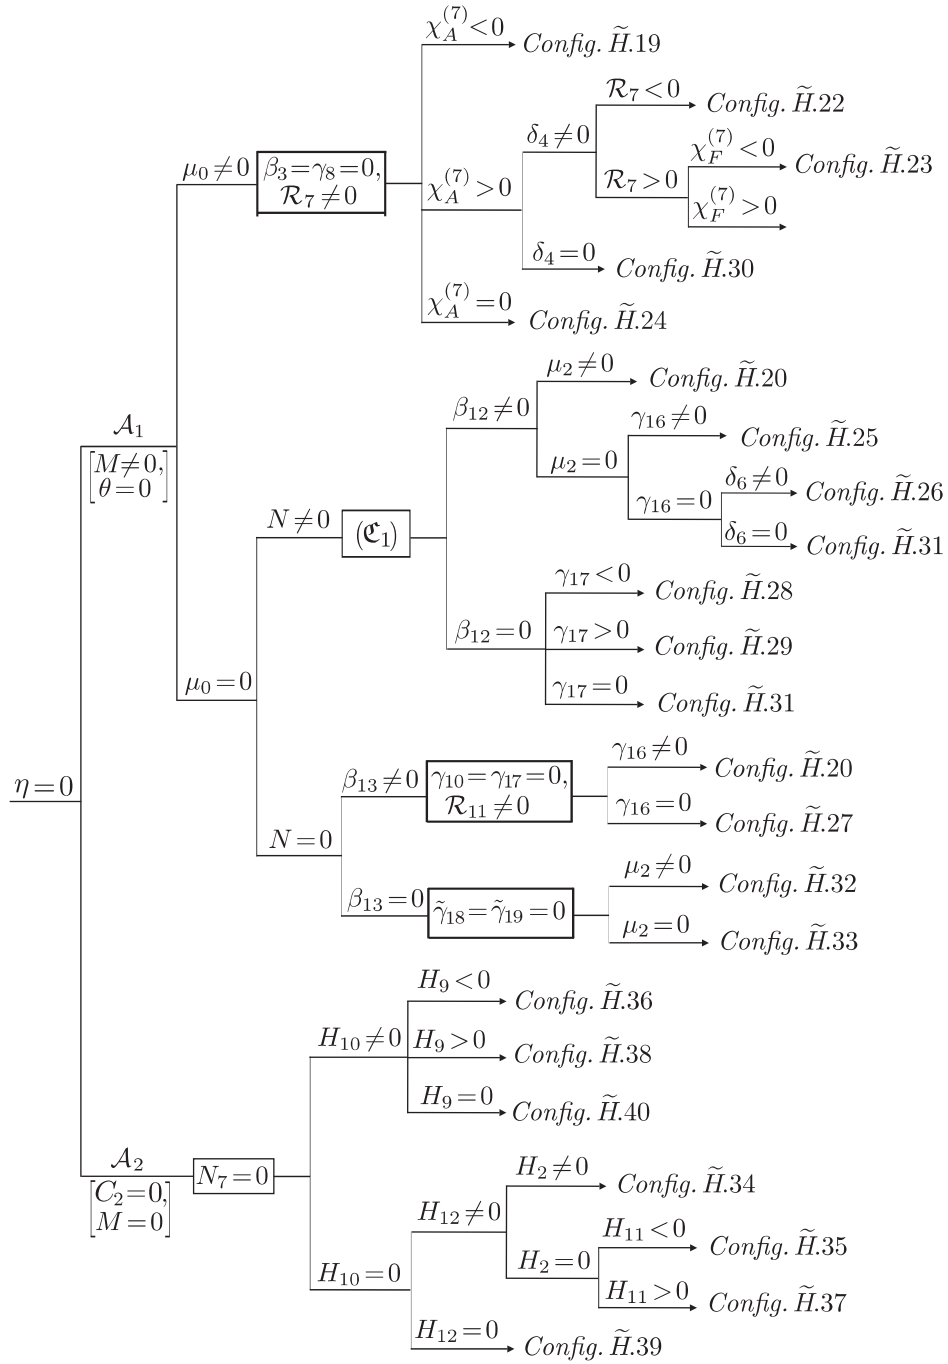 χ_A^{(7)}<0
Config. H̃.19
R_7<0
Config. H̃.22
δ_4≠0
χ_F^{(7)}<0
Config. H̃.23
μ_0≠0
β_3=γ_8=0,
R_7≠0
χ_A^{(7)}>0
R_7>0
χ_F^{(7)}>0
δ_4=0
Config. H̃.30
χ_A^{(7)}=0
Config. H̃.24
μ_2≠0
Config. H̃.20
β_12≠0
γ_16≠0
Config. H̃.25
A_1
[M≠0,
θ=0]
μ_2=0
δ_6≠0
Config. H̃.26
γ_16=0
N≠0
(ℭ_1)
δ_6=0
Config. H̃.31
γ_17<0
Config. H̃.28
β_12=0
γ_17>0
Config. H̃.29
μ_0=0
γ_17=0
Config. H̃.31
γ_16≠0
Config. H̃.20
η=0
β_13≠0
γ_10=γ_17=0,
R_11≠0
γ_16=0
Config. H̃.27
N=0
μ_2≠0
Config. H̃.32
β_13=0
γ̃_18=γ̃_19=0
μ_2=0
Config. H̃.33
H_9<0
Config. H̃.36
H_10≠0
H_9>0
Config. H̃.38
H_9=0
Config. H̃.40
A_2
[C_2=0,
M=0]
N_7=0
H_2≠0
Config. H̃.34
H_12≠0
H_11<0
Config. H̃.35
H_2=0
H_10=0
H_11>0
Config. H̃.37
H_12=0
Config. H̃.39